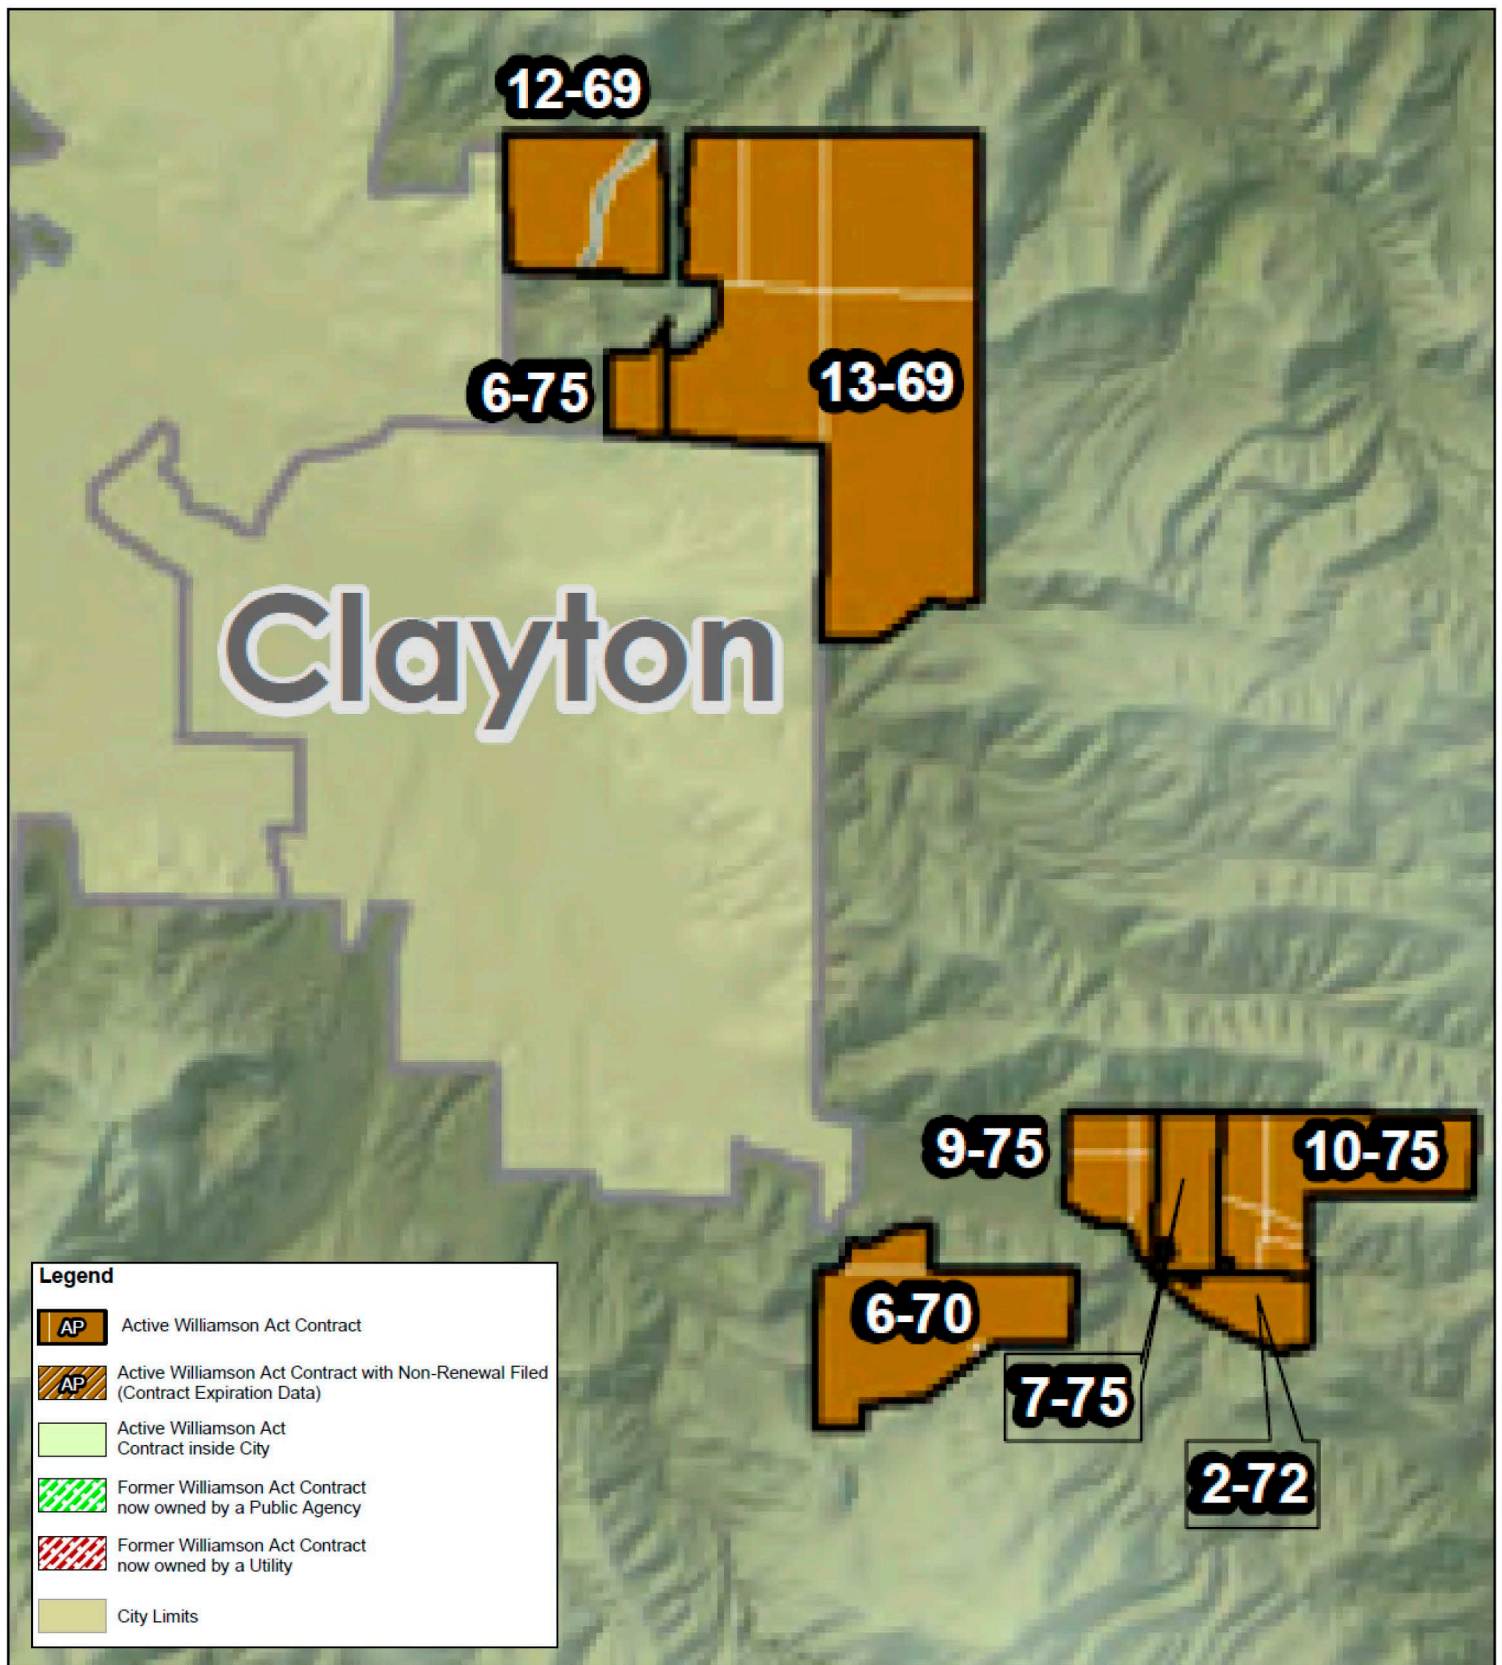 12-69
6-75
13-69
Clayton
9-75
10-75
6-70
7-75
2-72
Legend
AP Active Williamson Act Contract
AP Active Williamson Act Contract with Non-Renewal Filed
(Contract Expiration Data)
Active Williamson Act
Contract inside City
Former Williamson Act Contract
now owned by a Public Agency
Former Williamson Act Contract
now owned by a Utility
City Limits